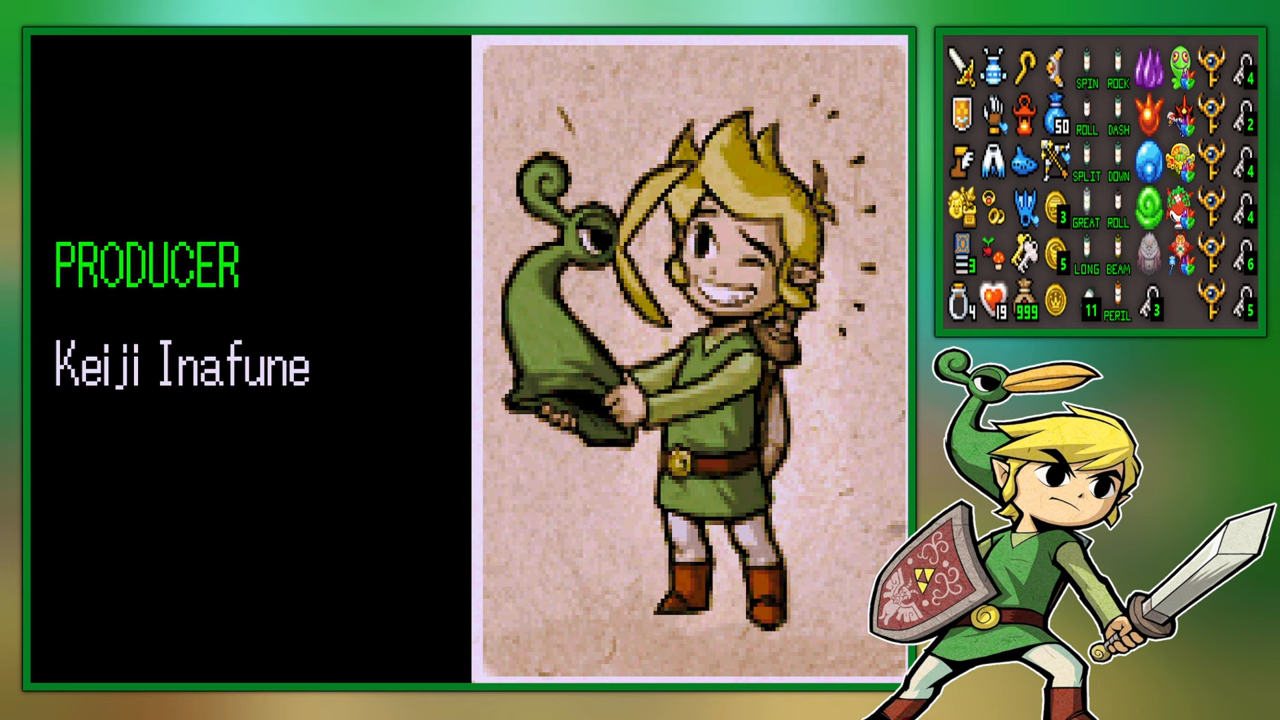 PRODUCER
Keiji Inafune
SPIN ROCK 4
50 ROLL DASH 2
SPLIT DOWN 4
3 GREAT ROLL 4
3 5 LONG BEAM 6
4 19 999 11 PERIL 3 5